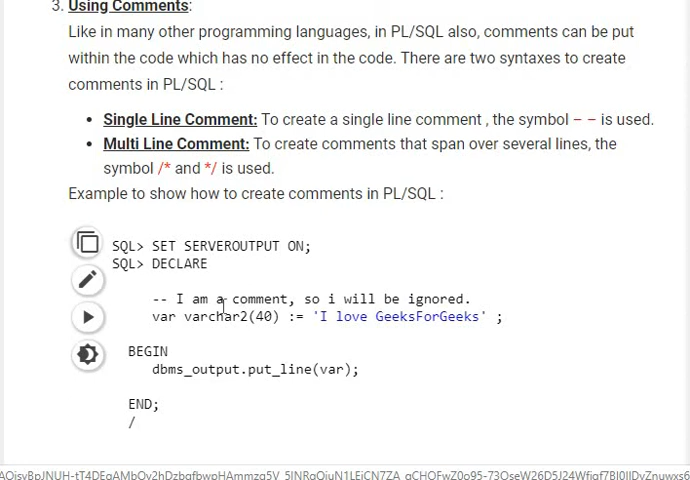 3. Using Comments:
Like in many other programming languages, in PL/SQL also, comments can be put
within the code which has no effect in the code. There are two syntaxes to create
comments in PL/SQL :
• Single Line Comment: To create a single line comment , the symbol – – is used.
• Multi Line Comment: To create comments that span over several lines, the
symbol /* and */ is used.
Example to show how to create comments in PL/SQL :
SQL> SET SERVEROUTPUT ON;
SQL> DECLARE
-- I am a comment, so i will be ignored.
var varchar2(40) := 'I love GeeksForGeeks' ;
BEGIN
dbms_output.put_line(var);
END;
/